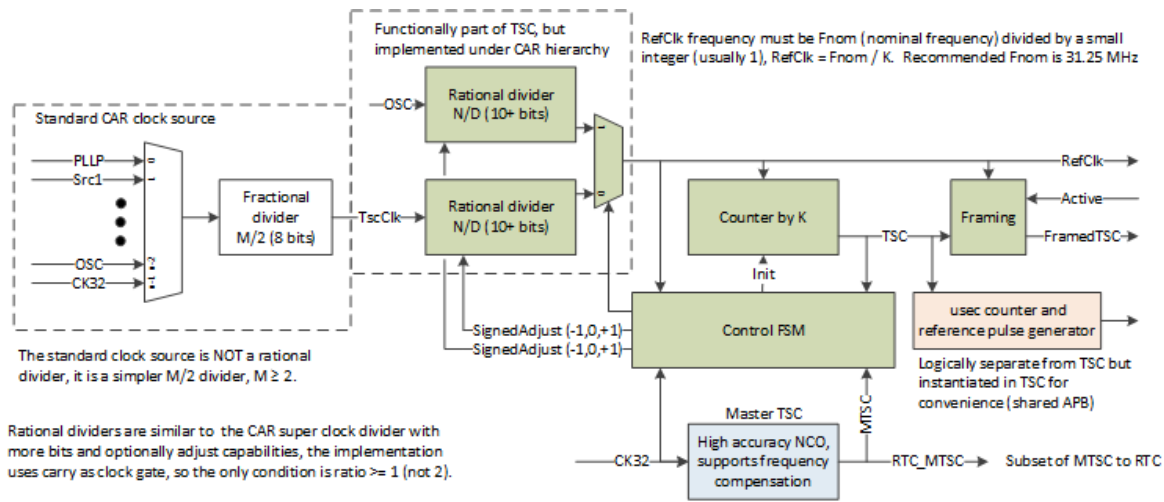 Functionally part of TSC, but
implemented under CAR hierarchy
RefClk frequency must be Fnom (nominal frequency) divided by a small
integer (usually 1), RefClk = Fnom / K. Recommended Fnom is 31.25 MHz
Standard CAR clock source
PLLP
Src1
OSC
CK32
0
1
Fractional
divider
M/2 (8 bits)
TscClk
OSC
Rational divider
N/D (10+ bits)
Rational divider
N/D (10+ bits)
1
0
RefClk
Active
FramedTSC
Counter by K
TSC
Framing
Init
Control FSM
SignedAdjust (-1,0,+1)
SignedAdjust (-1,0,+1)
usec counter and
reference pulse generator
Logically separate from TSC but
instantiated in TSC for
convenience (shared APB)
The standard clock source is NOT a rational
divider, it is a simpler M/2 divider, M ≥ 2.
Rational dividers are similar to the CAR super clock divider with
more bits and optionally adjust capabilities, the implementation
uses carry as clock gate, so the only condition is ratio >= 1 (not 2).
Master TSC
MTSC
CK32
High accuracy NCO,
supports frequency
compensation
RTC_MTSC
Subset of MTSC to RTC